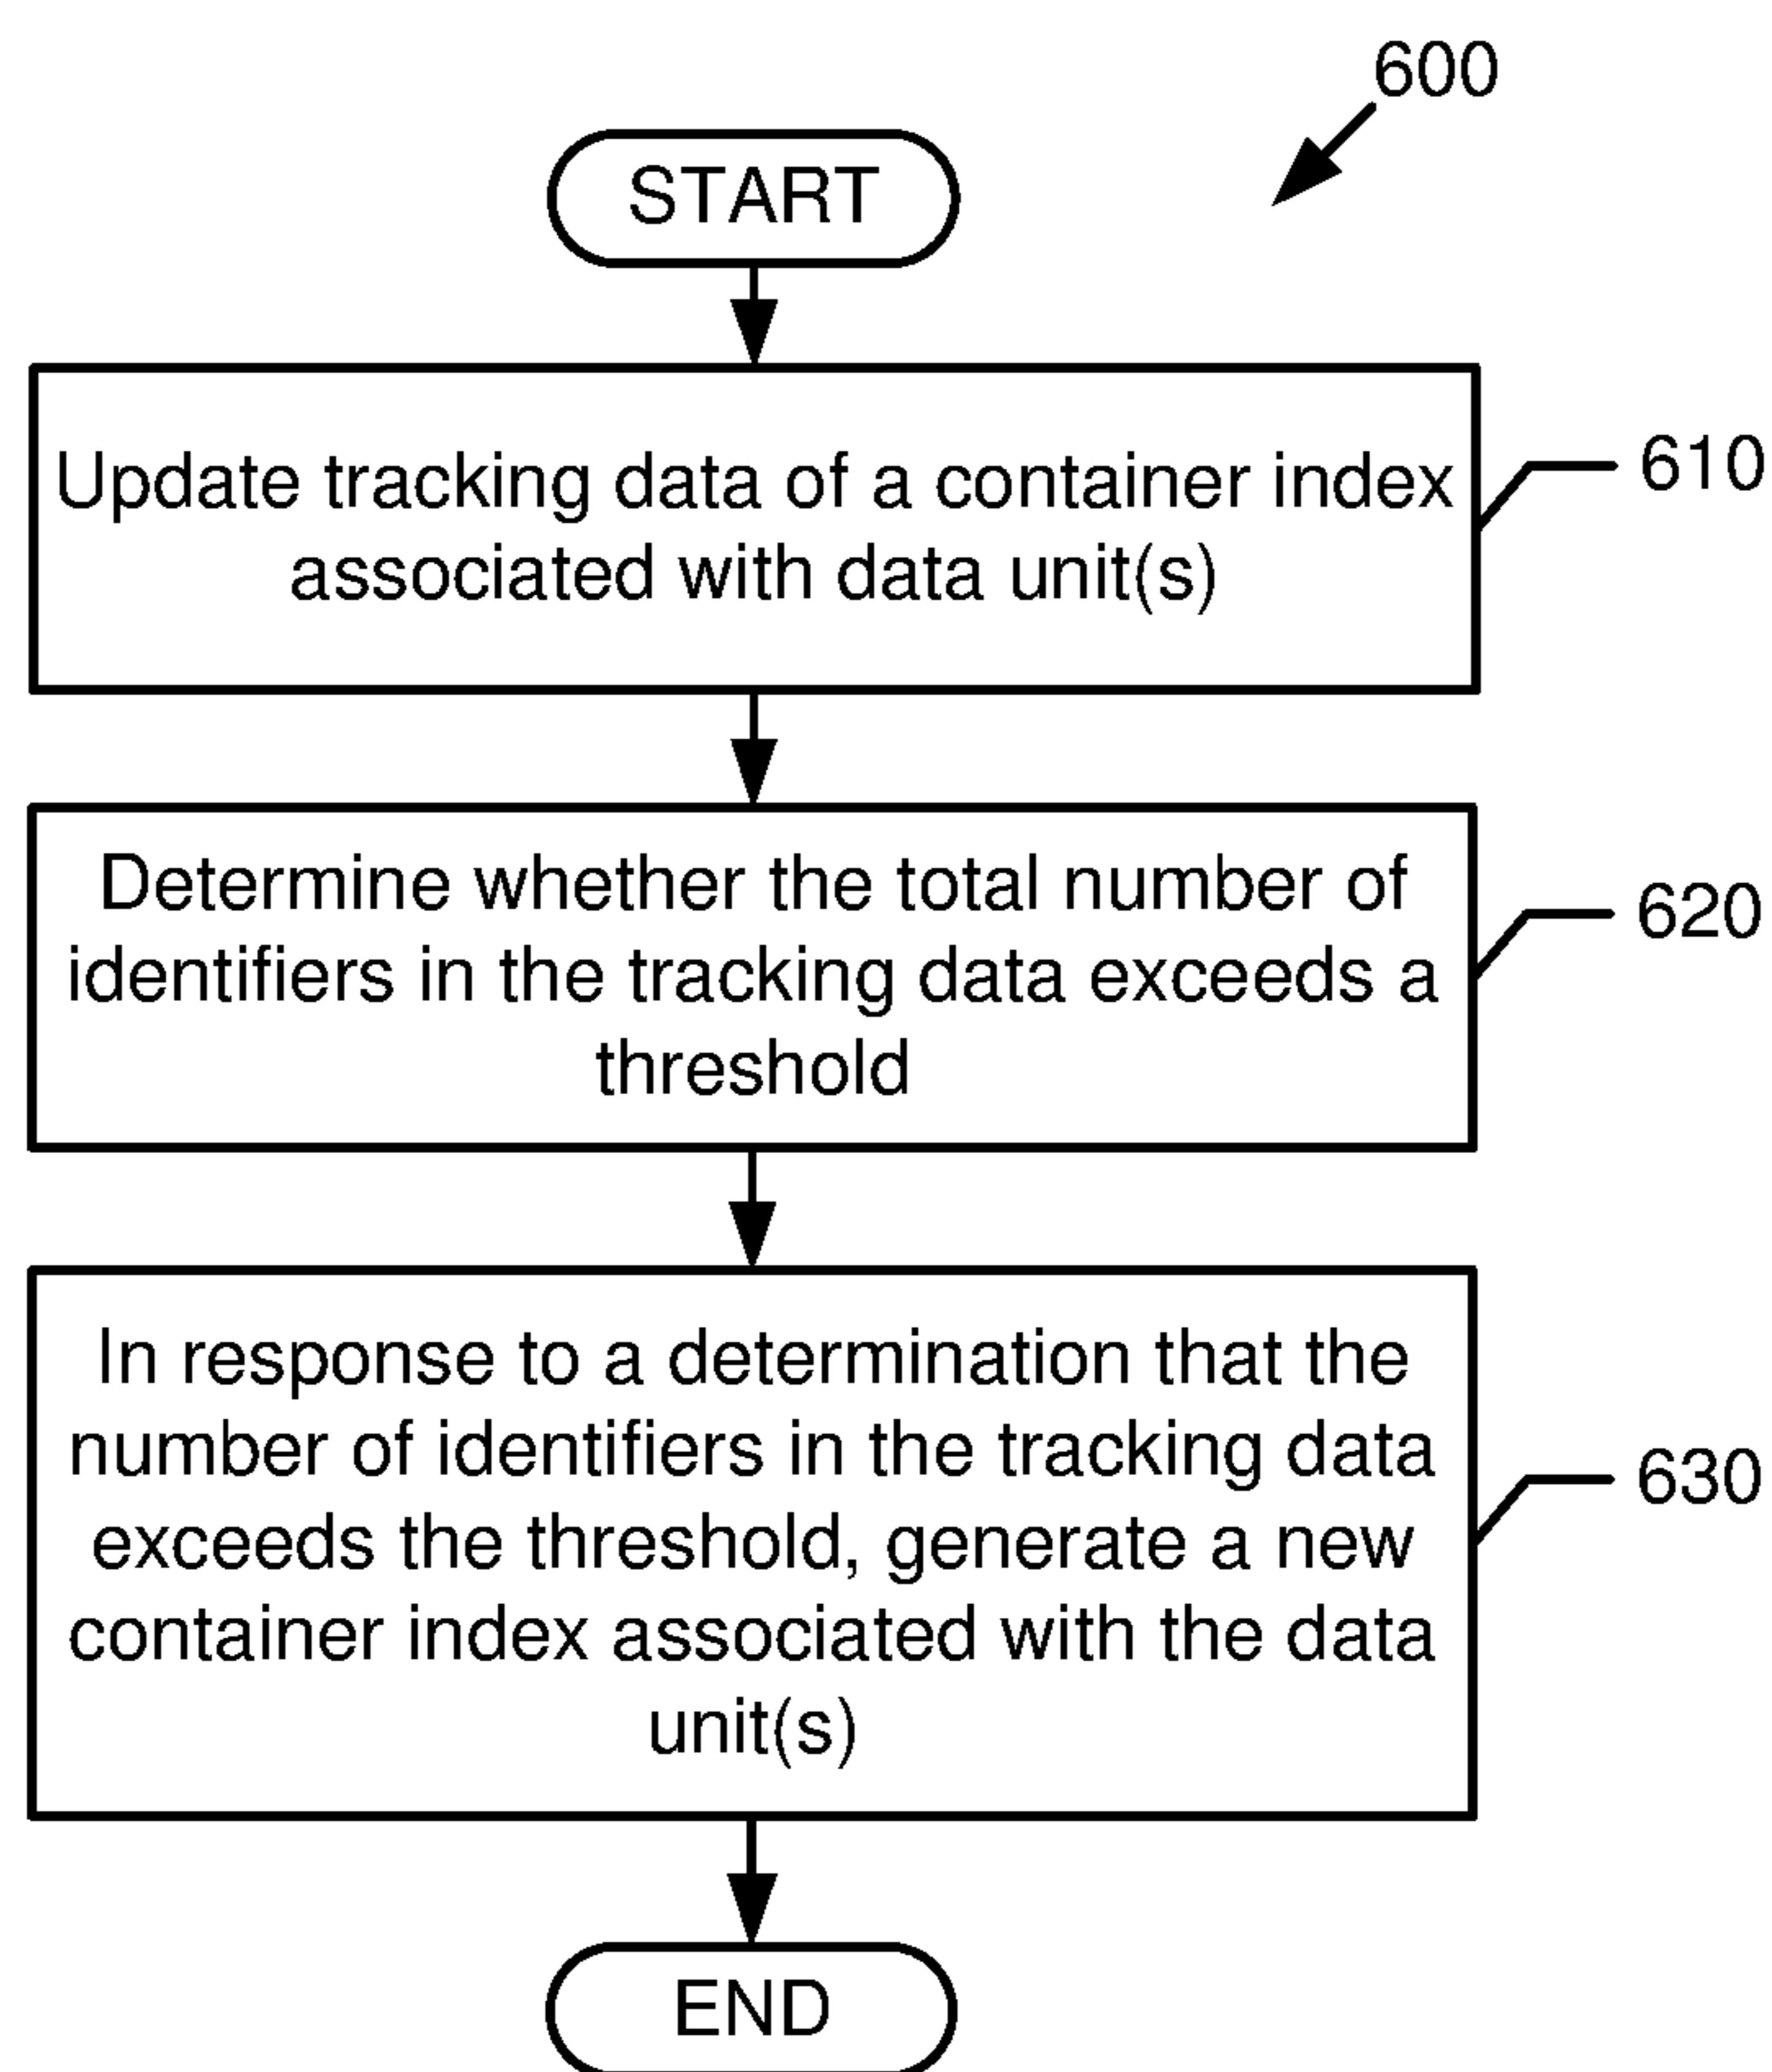 600
START
Update tracking data of a container index
associated with data unit(s)
610
Determine whether the total number of
identifiers in the tracking data exceeds a
threshold
620
In response to a determination that the
number of identifiers in the tracking data
exceeds the threshold, generate a new
container index associated with the data
unit(s)
630
END